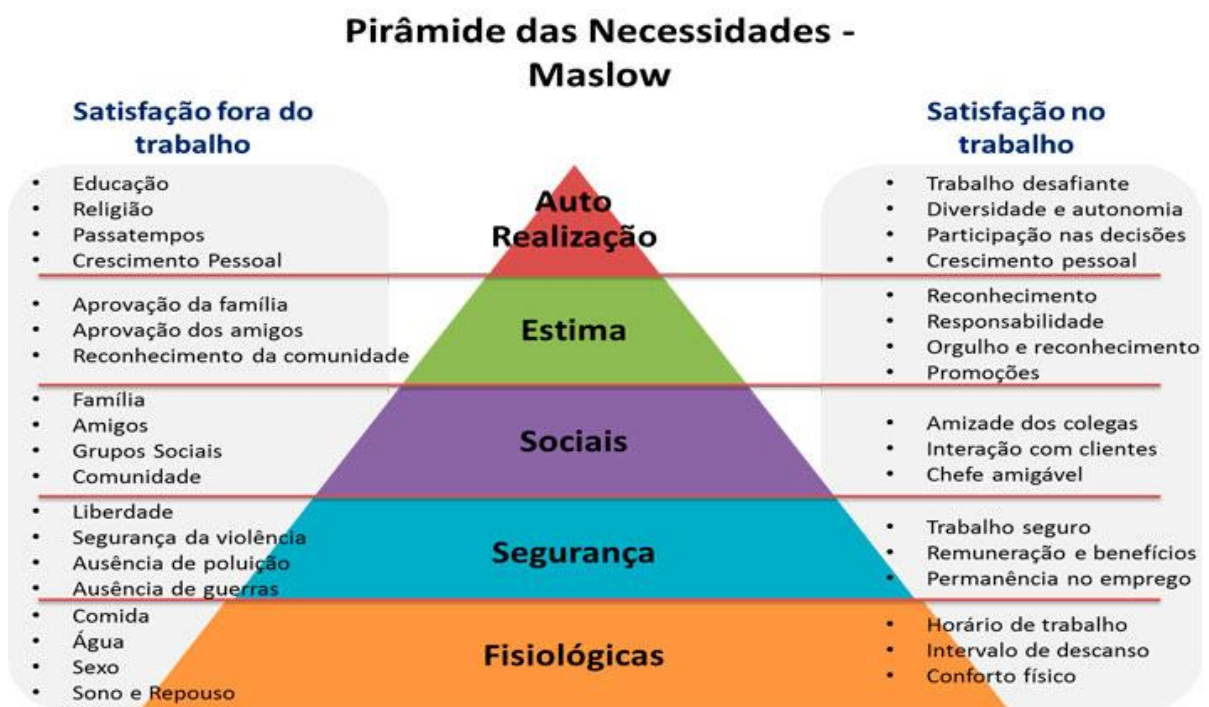 Pirâmide das Necessidades -
Maslow
Satisfação fora do
trabalho
• Educação
• Religião
• Passatempos
• Crescimento Pessoal
• Aprovação da família
• Aprovação dos amigos
• Reconhecimento da comunidade
• Família
• Amigos
• Grupos Sociais
• Comunidade
• Liberdade
• Segurança da violência
• Ausência de poluição
• Ausência de guerras
• Comida
• Água
• Sexo
• Sono e Repouso
Auto
Realização
Estima
Sociais
Segurança
Fisiológicas
Satisfação no
trabalho
• Trabalho desafiante
• Diversidade e autonomia
• Participação nas decisões
• Crescimento pessoal
• Reconhecimento
• Responsabilidade
• Orgulho e reconhecimento
• Promoções
• Amizade dos colegas
• Interação com clientes
• Chefe amigável
• Trabalho seguro
• Remuneração e benefícios
• Permanência no emprego
• Horário de trabalho
• Intervalo de descanso
• Conforto físico